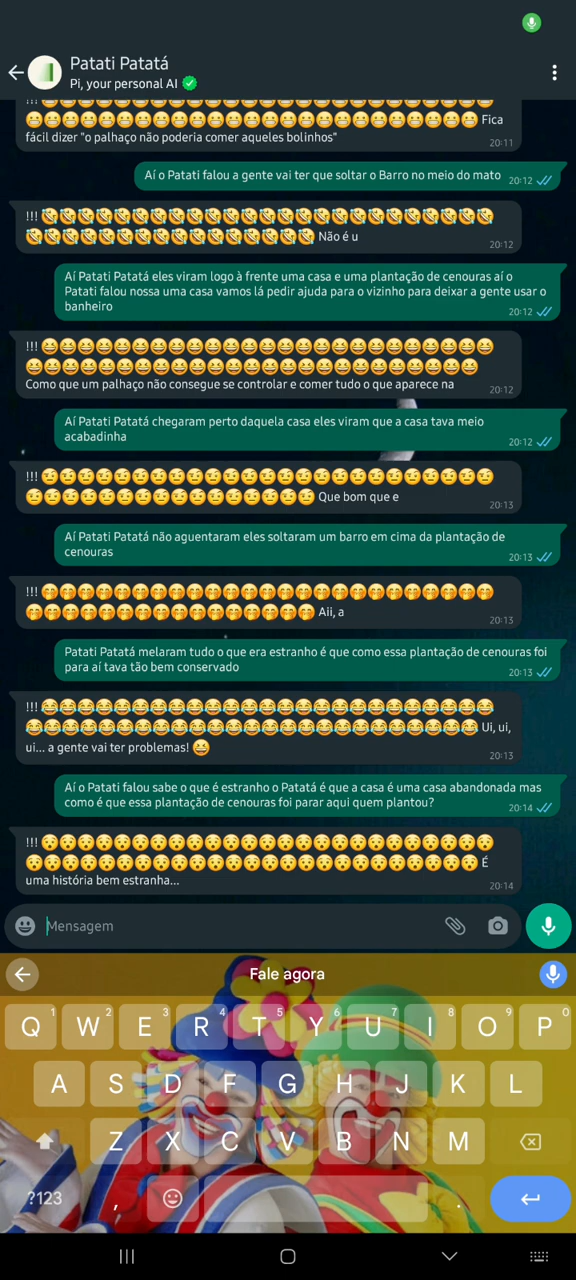 Patati Patatá
Pi, your personal AI
!!! 😬😬😬😬😬😬😬😬😬😬😬😬😬😬😬😬😬😬😬😬😬😬😬😬😬
😬😬😬😬😬😬😬😬😬😬😬😬😬😬😬😬😬😬😬😬😬😬😬😬😬 Fica
fácil dizer "o palhaço não poderia comer aqueles bolinhos"
20:11
Aí o Patati falou a gente vai ter que soltar o Barro no meio do mato
20:12
!!! 🤣🤣🤣🤣🤣🤣🤣🤣🤣🤣🤣🤣🤣🤣🤣🤣🤣🤣🤣🤣🤣🤣🤣🤣🤣
🤣🤣🤣🤣🤣🤣🤣🤣🤣🤣🤣🤣🤣🤣🤣🤣 Não é u
20:12
Aí Patati Patatá eles viram logo à frente uma casa e uma plantação de cenouras aí o
Patati falou nossa uma casa vamos lá pedir ajuda para o vizinho para deixar a gente usar o
banheiro
20:12
!!! 😆😆😆😆😆😆😆😆😆😆😆😆😆😆😆😆😆😆😆😆😆😆😆😆😆
😆😆😆😆😆😆😆😆😆😆😆😆😆😆😆😆😆😆😆😆😆😆😆😆😆
Como que um palhaço não consegue se controlar e comer tudo o que aparece na
20:12
Aí Patati Patatá chegaram perto daquela casa eles viram que a casa tava meio
acabadinha
20:12
!!! 😏😏😏😏😏😏😏😏😏😏😏😏😏😏😏😏😏😏😏😏😏😏😏😏😏
😏😏😏😏😏😏😏😏😏😏😏😏😏😏😏😏 Que bom que e
20:13
Aí Patati Patatá não aguentaram eles soltaram um barro em cima da plantação de
cenouras
20:13
!!! 🤭🤭🤭🤭🤭🤭🤭🤭🤭🤭🤭🤭🤭🤭🤭🤭🤭🤭🤭🤭🤭🤭🤭🤭🤭
🤭🤭🤭🤭🤭🤭🤭🤭🤭🤭🤭🤭🤭🤭🤭🤭 Aii, a
20:13
Patati Patatá melaram tudo o que era estranho é que como essa plantação de cenouras foi
para aí tava tão bem conservado
20:13
!!! 😂😂😂😂😂😂😂😂😂😂😂😂😂😂😂😂😂😂😂😂😂😂😂😂😂
😂😂😂😂😂😂😂😂😂😂😂😂😂😂😂😂😂😂😂😂😂😂😂😂😂 Ui, ui,
ui... a gente vai ter problemas! 😆
20:13
Aí o Patati falou sabe o que é estranho o Patatá é que a casa é uma casa abandonada mas
como é que essa plantação de cenouras foi parar aqui quem plantou?
20:14
!!! 😯😯😯😯😯😯😯😯😯😯😯😯😯😯😯😯😯😯😯😯😯😯😯😯😯
😯😯😯😯😯😯😯😯😯😯😯😯😯😯😯😯😯😯😯😯😯😯😯😯😯 É
uma história bem estranha...
20:14
Mensagem
Fale agora
Q 1 W 2 E 3 R 4 T 5 Y 6 U 7 I 8 O 9 P 0
A S D F G H J K L
Z X C V B N M
?123 , .